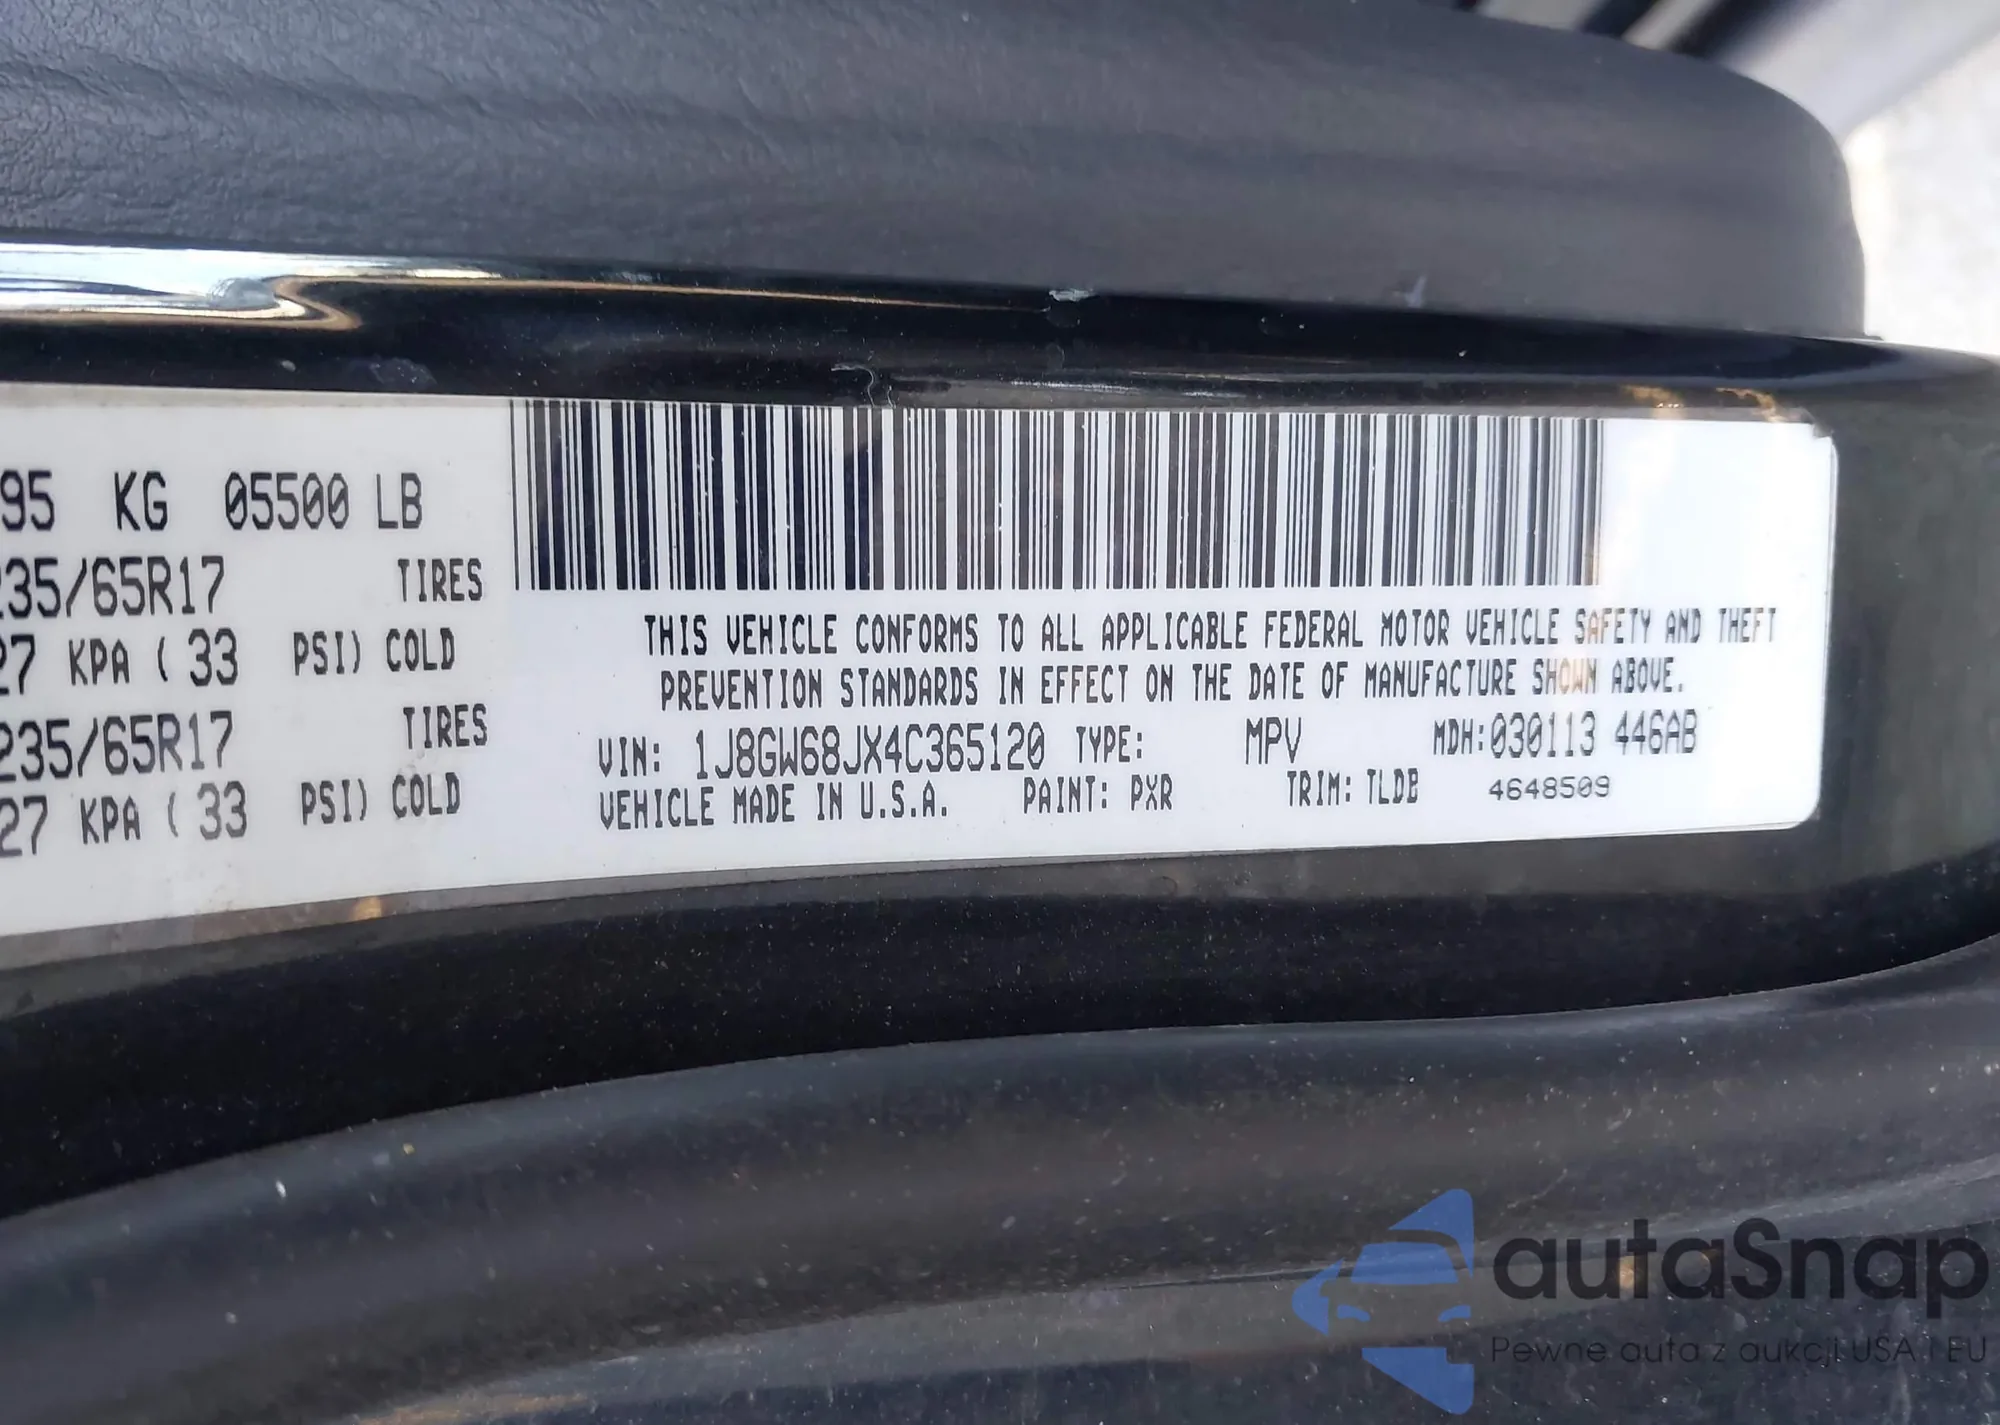 95 KG 05500 LB
235/65R17 TIRES
27 KPA ( 33 PSI) COLD
235/65R17 TIRES
27 KPA ( 33 PSI) COLD
THIS VEHICLE CONFORMS TO ALL APPLICABLE FEDERAL MOTOR VEHICLE SAFETY AND THEFT
PREVENTION STANDARDS IN EFFECT ON THE DATE OF MANUFACTURE SHOWN ABOVE.
VIN: 1J8GW68JX4C365120 TYPE: MPV MDH:030113 446AB
VEHICLE MADE IN U.S.A. PAINT: PXR TRIM: TLDB 4648509
autaSnap
Pewne auta z aukcji USA i EU